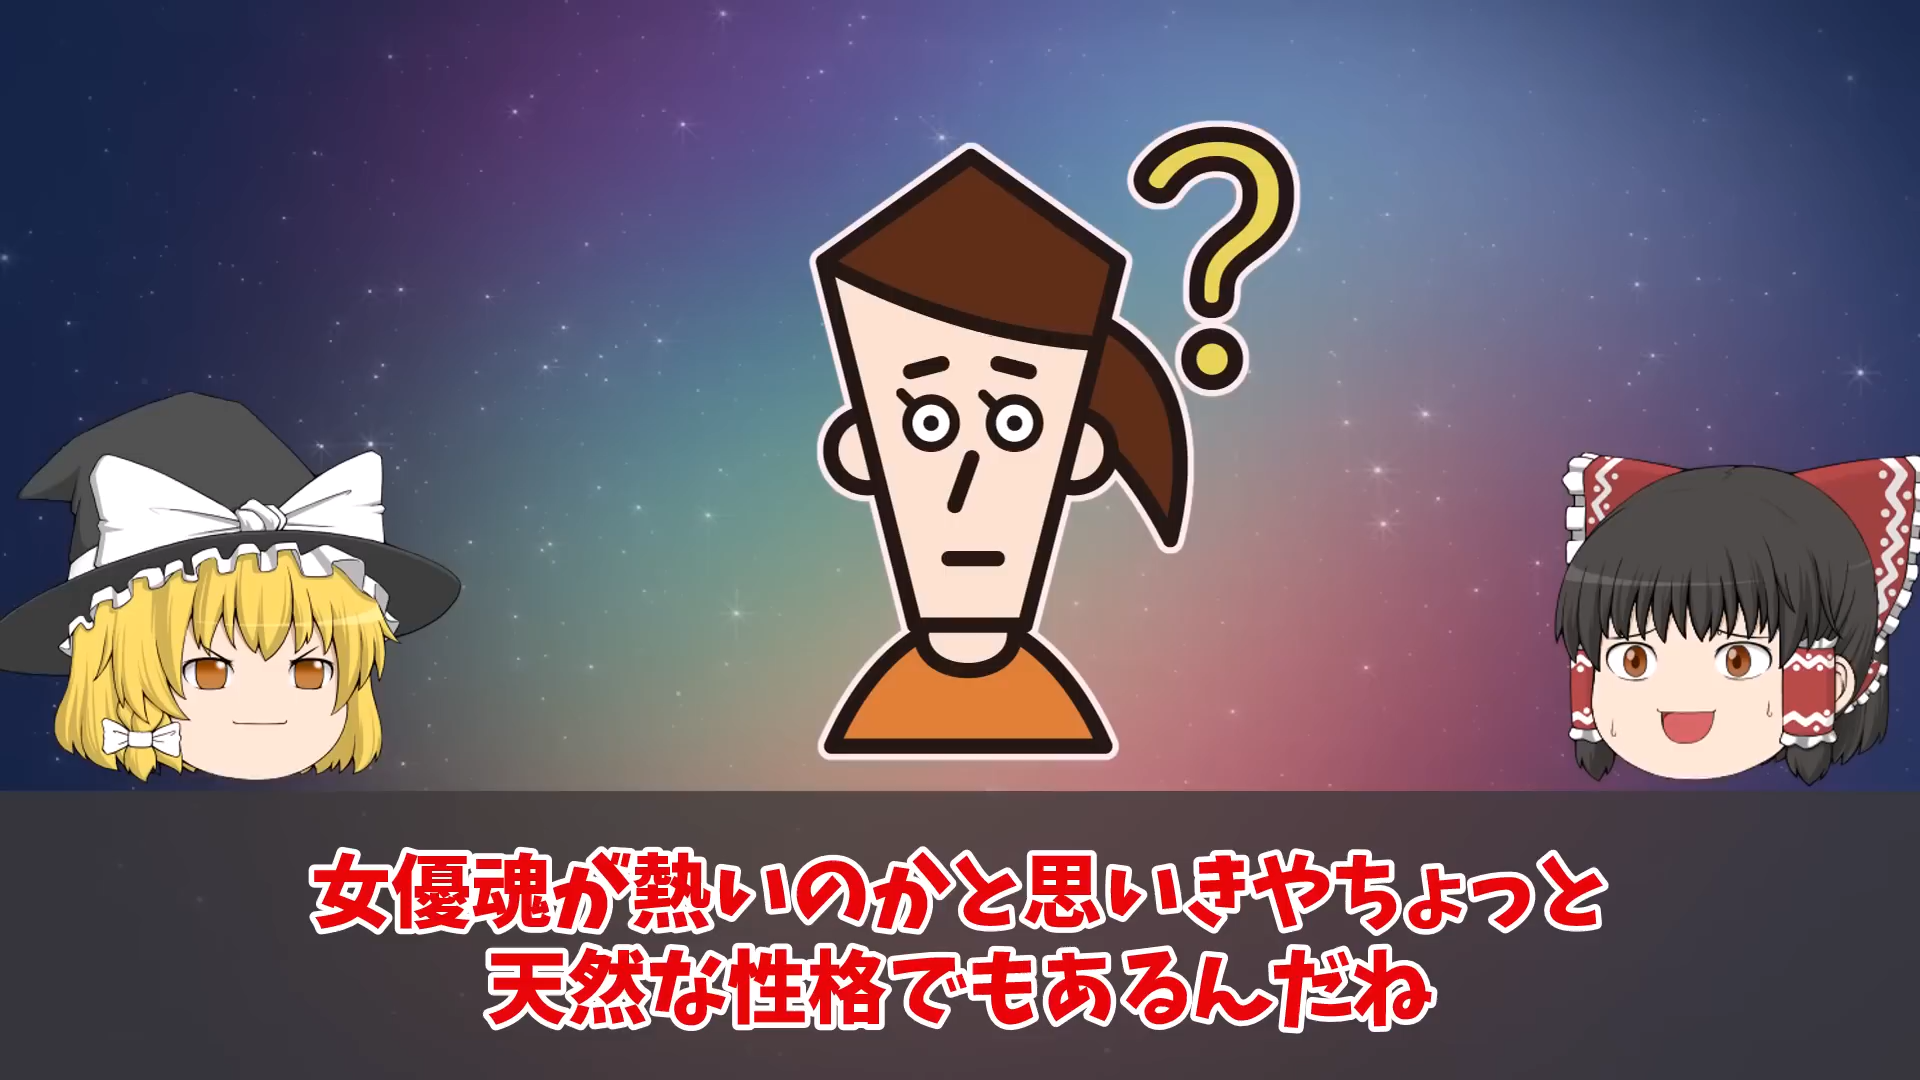 ?
女優魂が熱いのかと思いきやちょっと
天然な性格でもあるんだね